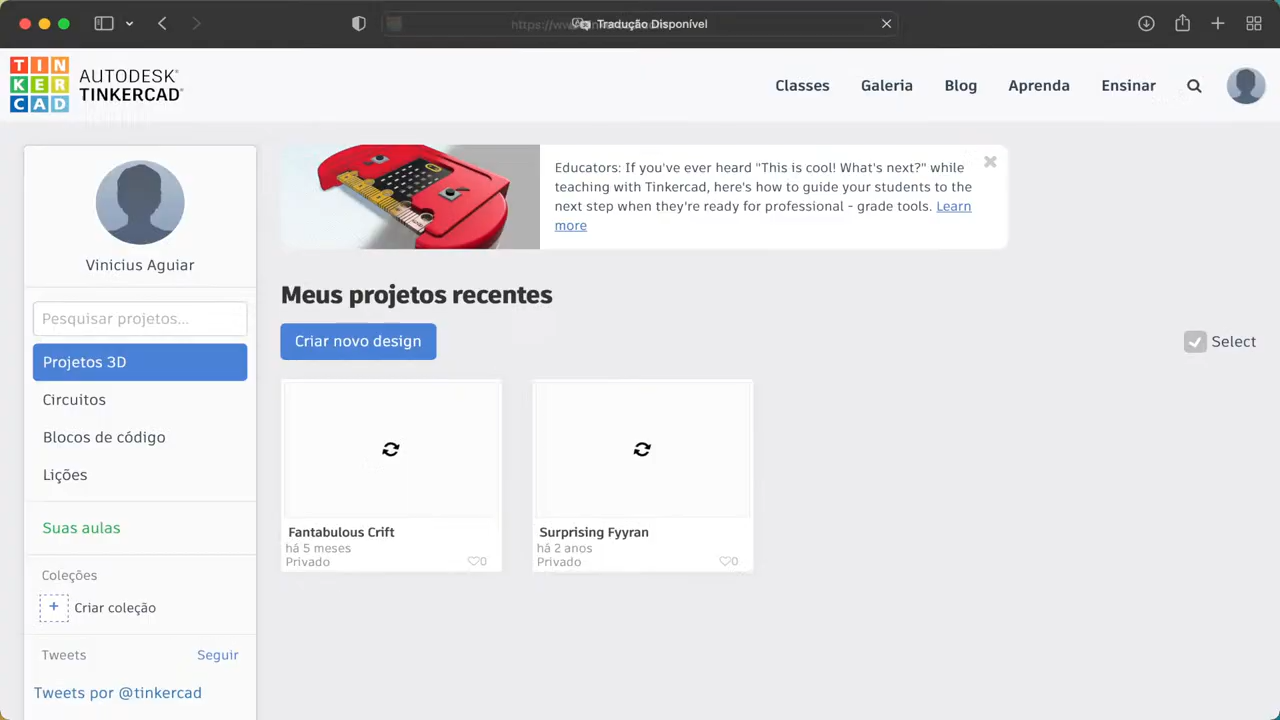 Tradução Disponível
TIN
KER
CAD
AUTODESK®
TINKERCAD®
Classes
Galeria
Blog
Aprenda
Ensinar
Vinicius Aguiar
Pesquisar projetos...
Projetos 3D
Circuitos
Blocos de código
Lições
Suas aulas
Coleções
+ Criar coleção
Tweets
Seguir
Tweets por @tinkercad
Educators: If you've ever heard "This is cool! What's next?" while
teaching with Tinkercad, here's how to guide your students to the
next step when they're ready for professional - grade tools. Learn
more
Meus projetos recentes
Criar novo design
Select
Fantabulous Crift
há 5 meses
Privado
0
Surprising Fyyran
há 2 anos
Privado
0